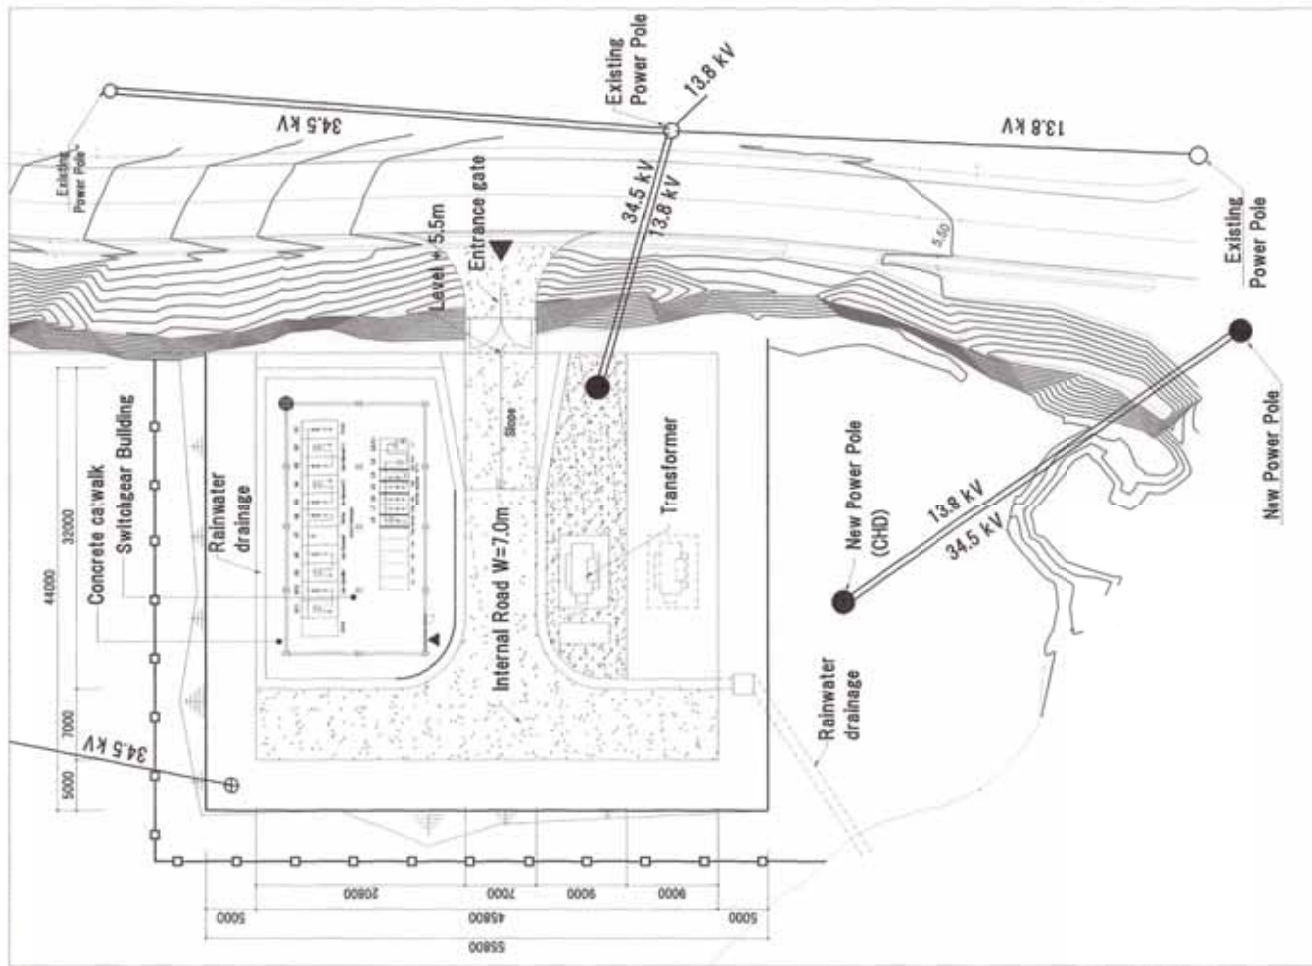 Existing
Power Pole
13.8 kV
34.5 kV
13.8 kV
Existing
Power Pole
34.5 kV
13.8 kV
Entrance gate
Level + 5.5m
5.50
Existing
Power Pole
New Power Pole
Slope
Concrete catwalk
Switchgear Building
Rainwater
drainage
Transformer
Internal Road W=7.0m
New Power Pole
(CHD)
13.8 kV
34.5 kV
Rainwater
drainage
34.5 kV
44000
32000
7000
5000
20800
7000
9000
9000
5000
45800
5000
55800